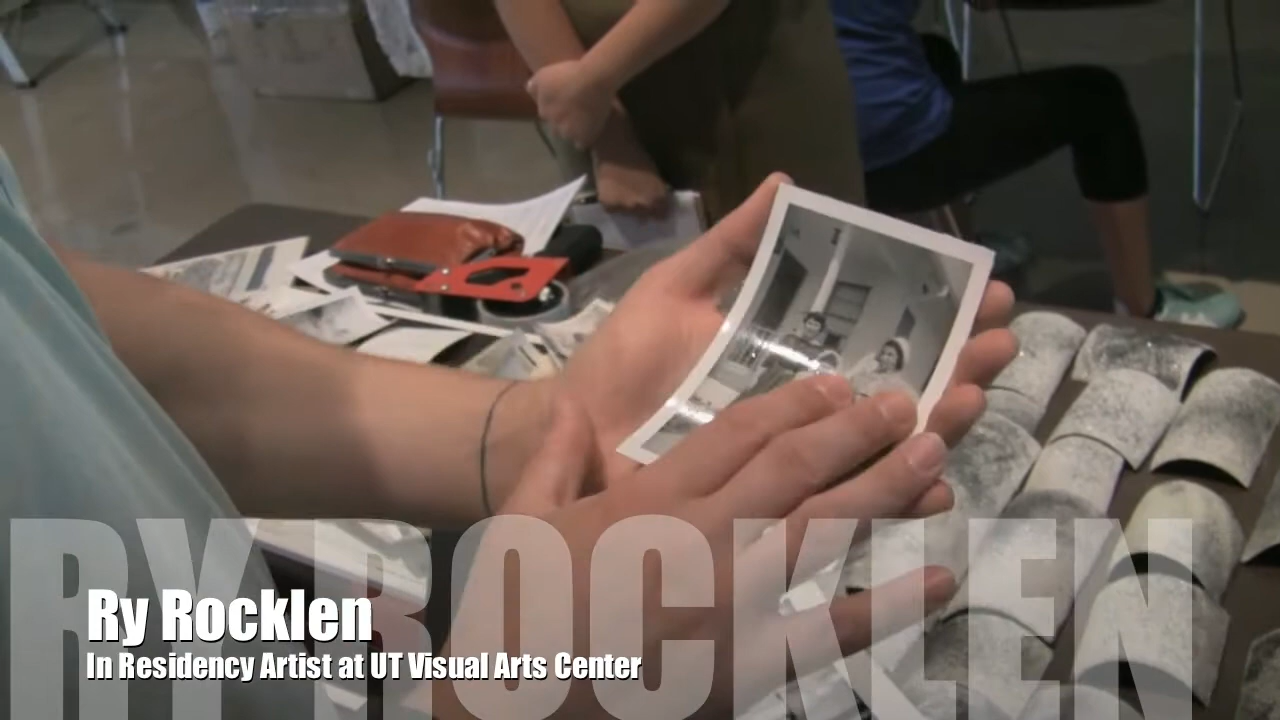 RY ROCKLEN
Ry Rocklen
In Residency Artist at UT Visual Arts Center